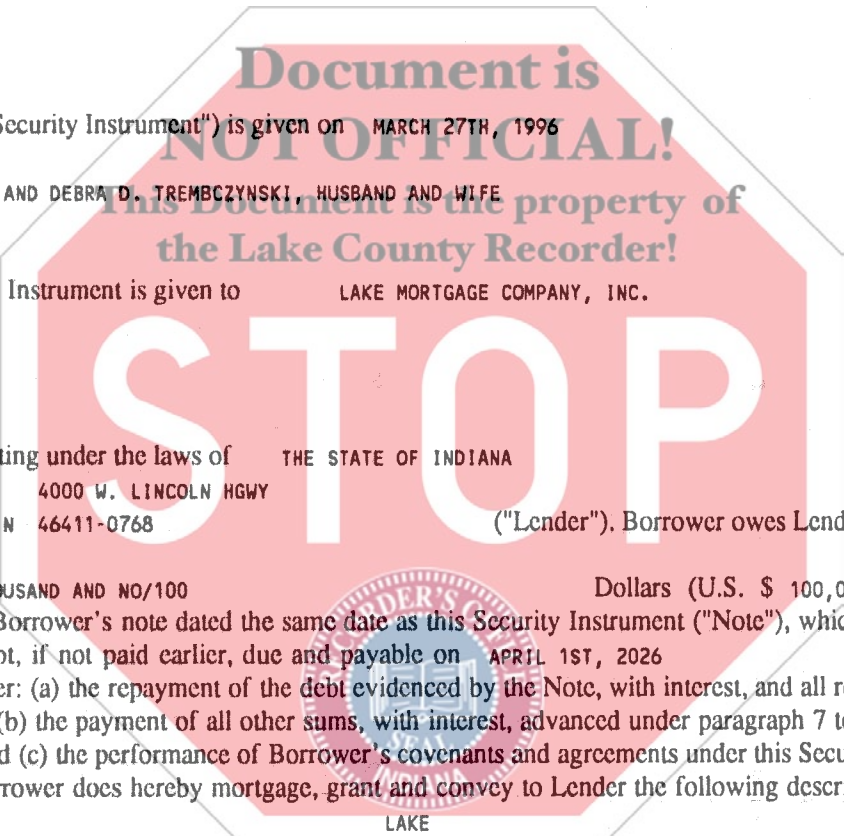 Document is
Security Instrument") is given on MARCH 27TH, 1996
NOT OFFICIAL!
AND DEBRA D. TREMBCZYNSKI, HUSBAND AND WIFE
This Document is the property of
the Lake County Recorder!
Instrument is given to LAKE MORTGAGE COMPANY, INC.
STOP
ting under the laws of THE STATE OF INDIANA
4000 W. LINCOLN HGWY
N 46411-0768 ("Lender"). Borrower owes Lend
USAND AND NO/100 Dollars (U.S. $ 100,0
Borrower's note dated the same date as this Security Instrument ("Note"), whic
ot, if not paid earlier, due and payable on APRIL 1ST, 2026
er: (a) the repayment of the debt evidenced by the Note, with interest, and all r
(b) the payment of all other sums, with interest, advanced under paragraph 7 t
d (c) the performance of Borrower's covenants and agreements under this Secu
rrower does hereby mortgage, grant and convey to Lender the following descr
RECORDER'S OFFICE
SEAL
INDIANA
LAKE